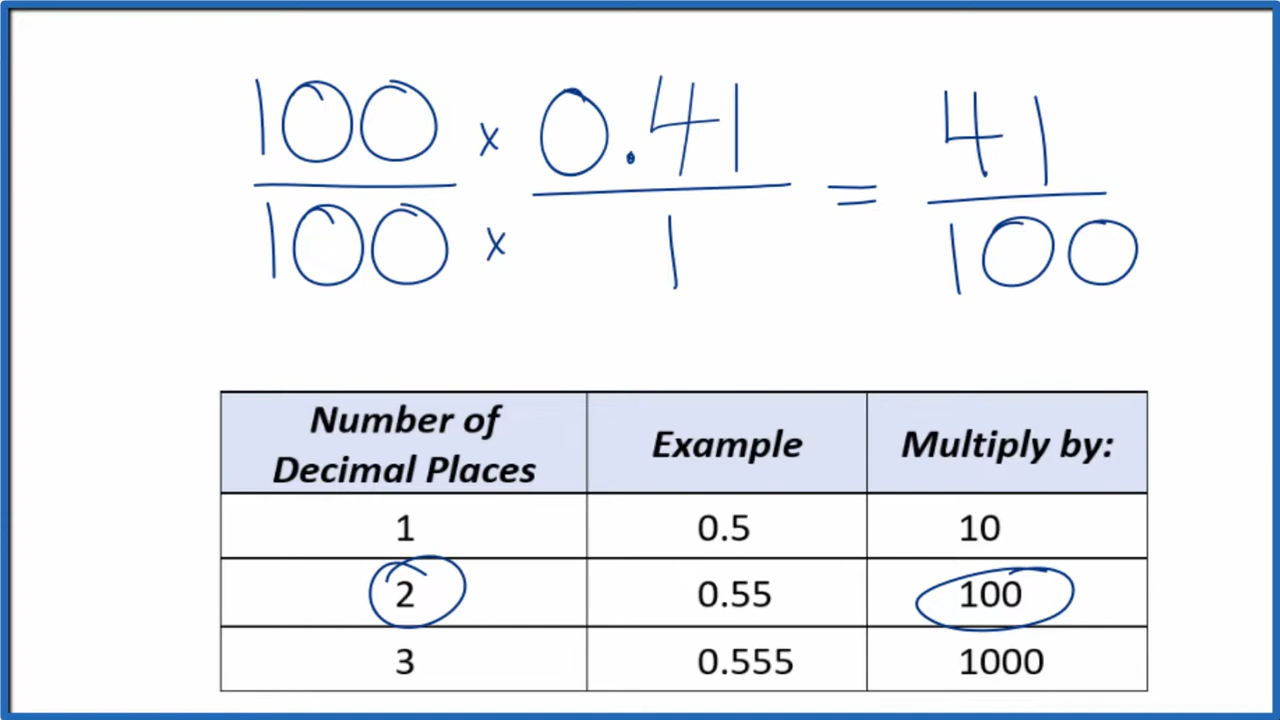 100 × 0.41 = 41
100 × 1 100
Number of Decimal Places Example Multiply by:
1 0.5 10
2 0.55 100
3 0.555 1000